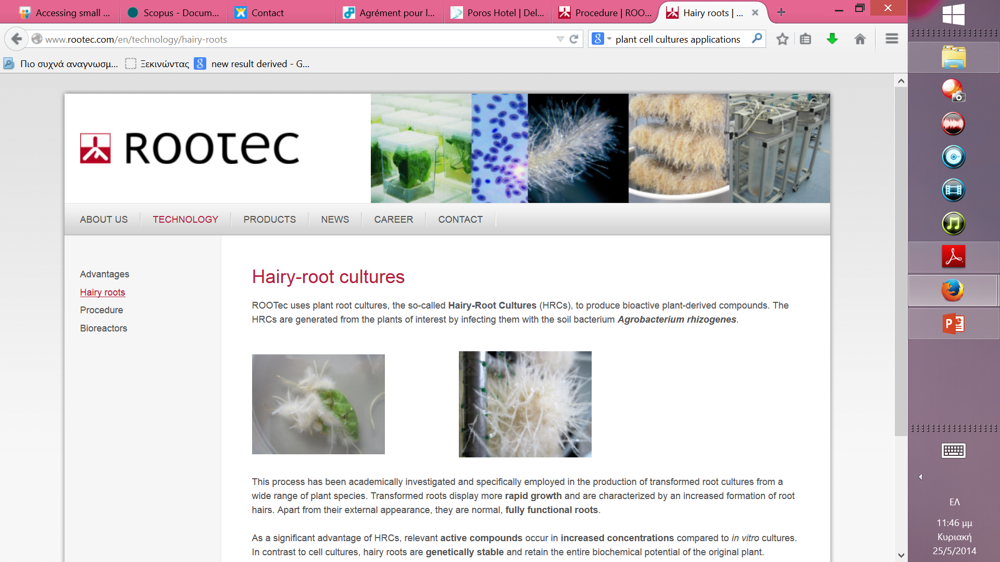 Accessing small ...
Scopus - Docum...
Contact
Agrément pour l...
Poros Hotel | Del...
Procedure | ROO...
Hairy roots | ...
www.rootec.com/en/technology/hairy-roots
plant cell cultures applications
Πιο συχνά αναγνωσμ...
Ξεκινώντας
new result derived - G...
ROOTEC
ABOUT US
TECHNOLOGY
PRODUCTS
NEWS
CAREER
CONTACT
Advantages
Hairy roots
Procedure
Bioreactors
Hairy-root cultures
ROOTec uses plant root cultures, the so-called Hairy-Root Cultures (HRCs), to produce bioactive plant-derived compounds. The
HRCs are generated from the plants of interest by infecting them with the soil bacterium Agrobacterium rhizogenes.
This process has been academically investigated and specifically employed in the production of transformed root cultures from a
wide range of plant species. Transformed roots display more rapid growth and are characterized by an increased formation of root
hairs. Apart from their external appearance, they are normal, fully functional roots.
As a significant advantage of HRCs, relevant active compounds occur in increased concentrations compared to in vitro cultures.
In contrast to cell cultures, hairy roots are genetically stable and retain the entire biochemical potential of the original plant.
ΕΛ
11:46 μμ
Κυριακή
25/5/2014